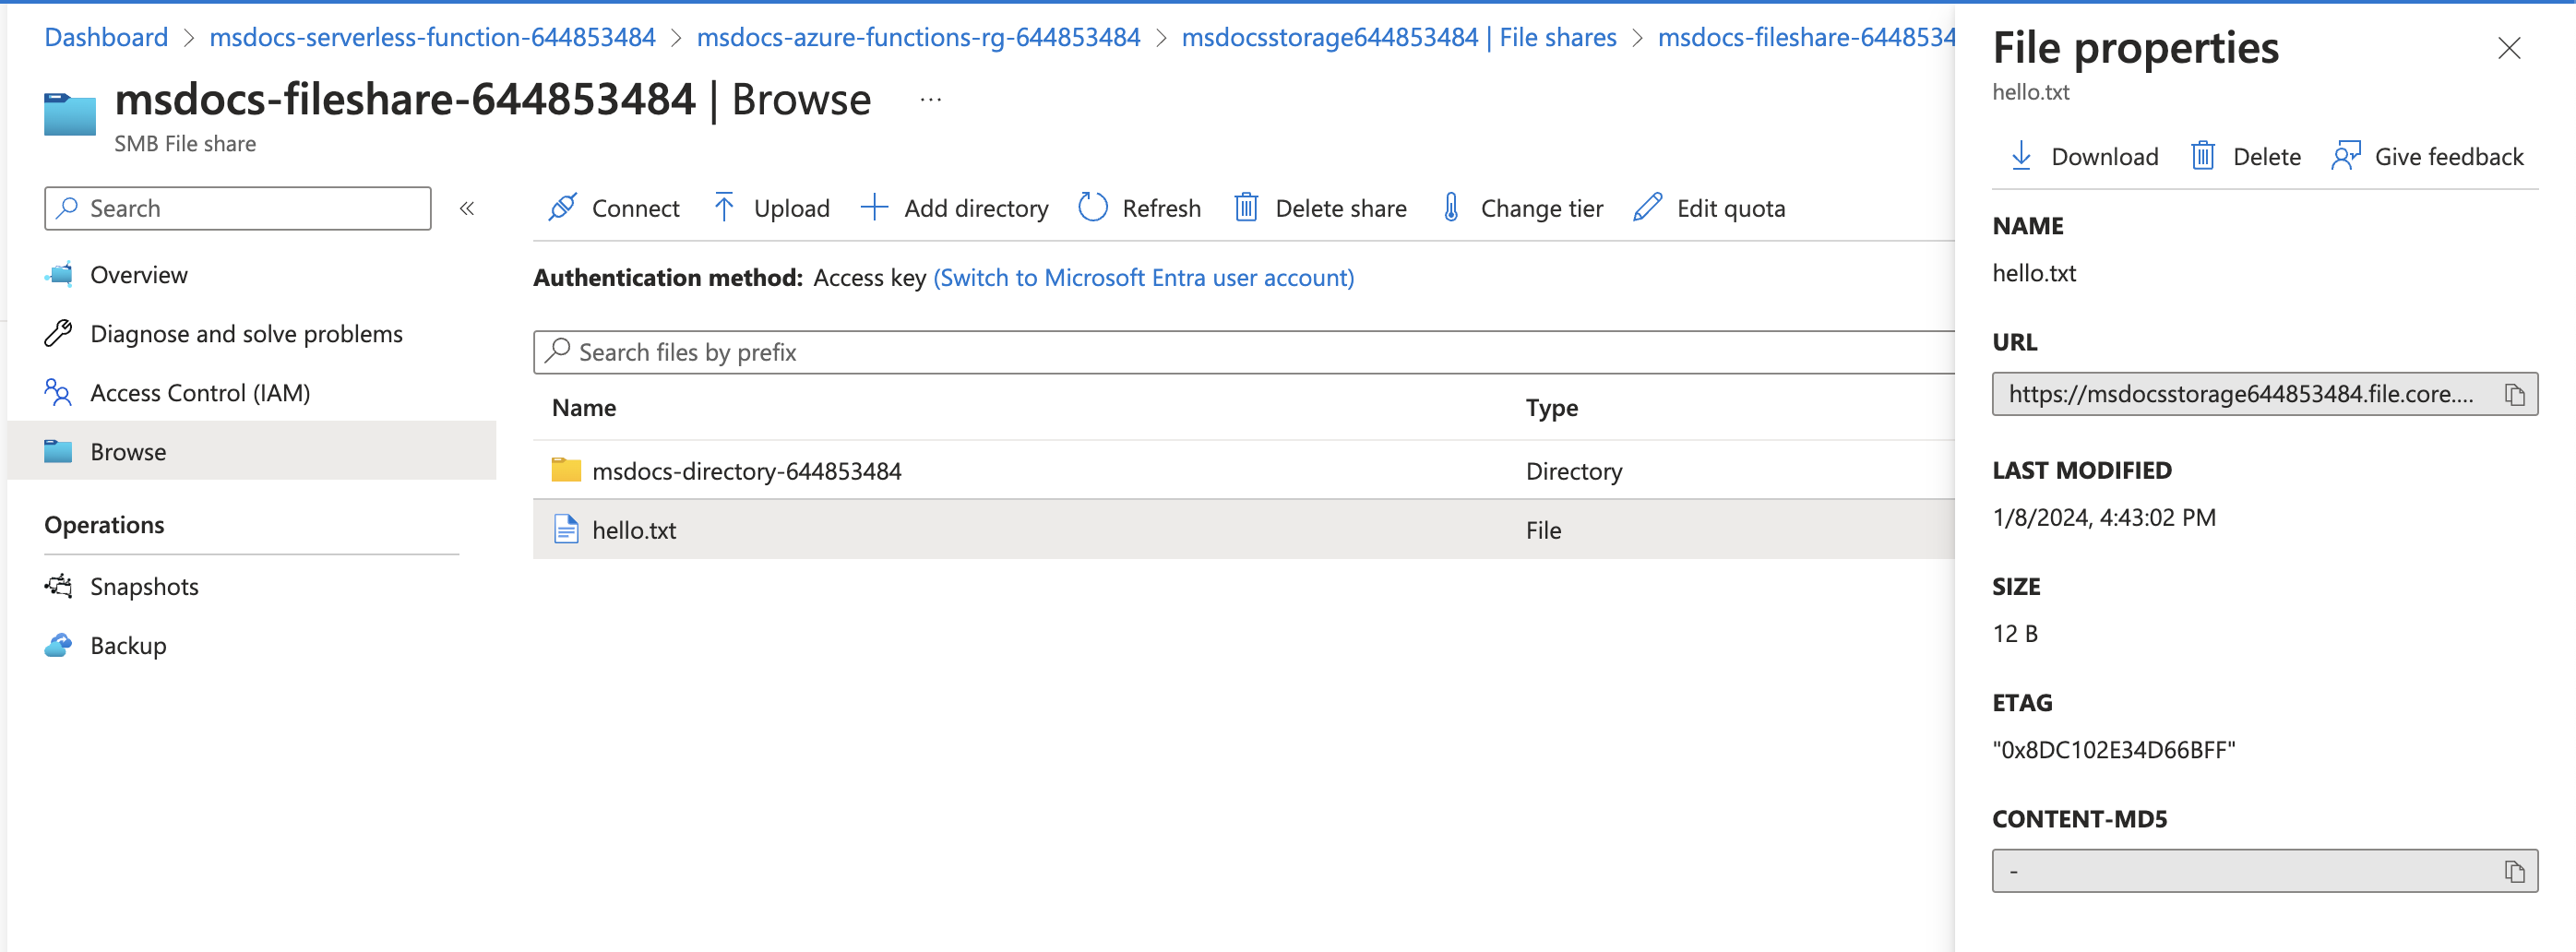 Dashboard > msdocs-serverless-function-644853484 > msdocs-azure-functions-rg-644853484 > msdocsstorage644853484 | File shares > msdocs-fileshare-6448534
msdocs-fileshare-644853484 | Browse ...
SMB File share
Search «
Overview
Diagnose and solve problems
Access Control (IAM)
Browse
Operations
Snapshots
Backup
Connect Upload Add directory Refresh Delete share Change tier Edit quota
Authentication method: Access key (Switch to Microsoft Entra user account)
Search files by prefix
Name Type
msdocs-directory-644853484 Directory
hello.txt File
File properties
hello.txt
Download Delete Give feedback
NAME
hello.txt
URL
https://msdocsstorage644853484.file.core....
LAST MODIFIED
1/8/2024, 4:43:02 PM
SIZE
12 B
ETAG
"0x8DC102E34D66BFF"
CONTENT-MD5
-